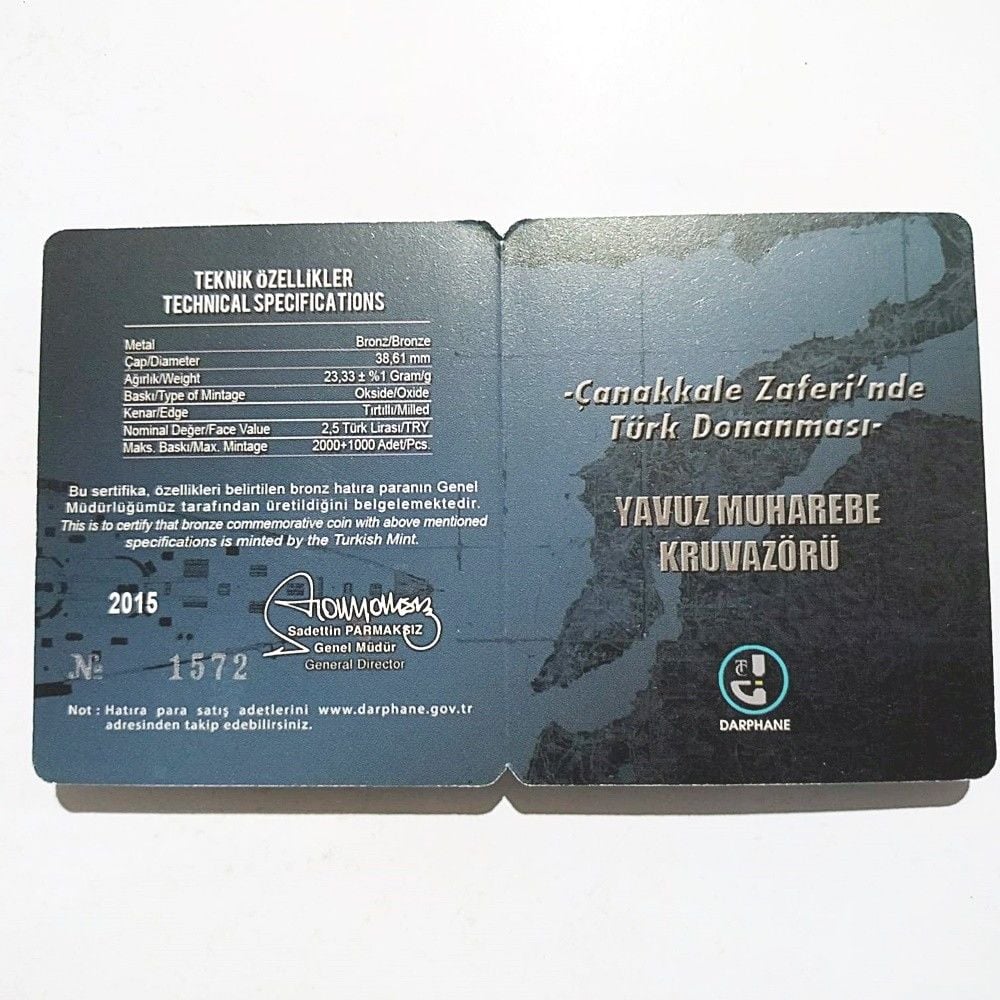 TEKNİK ÖZELLİKLER
TECHNICAL SPECIFICATIONS
Metal Bronz/Bronze
Çap/Diameter 38,61 mm
Ağırlık/Weight 23,33 ± %1 Gram/g
Baskı/Type of Mintage Okside/Oxide
Kenar/Edge Tırtıllı/Milled
Nominal Değer/Face Value 2,5 Türk Lirası/TRY
Maks. Baskı/Max. Mintage 2000+1000 Adet/Pcs.
Bu sertifika, özellikleri belirtilen bronz hatıra paranın Genel
Müdürlüğümüz tarafından üretildiğini belgelemektedir.
This is to certify that bronze commemorative coin with above mentioned
specifications is minted by the Turkish Mint.
2015
Sadettin PARMAKSIZ
Genel Müdür
General Director
№ 1572
Not : Hatıra para satış adetlerini www.darphane.gov.tr
adresinden takip edebilirsiniz.
-Çanakkale Zaferi'nde
Türk Donanması-
YAVUZ MUHAREBE
KRUVAZÖRÜ
TC
DARPHANE